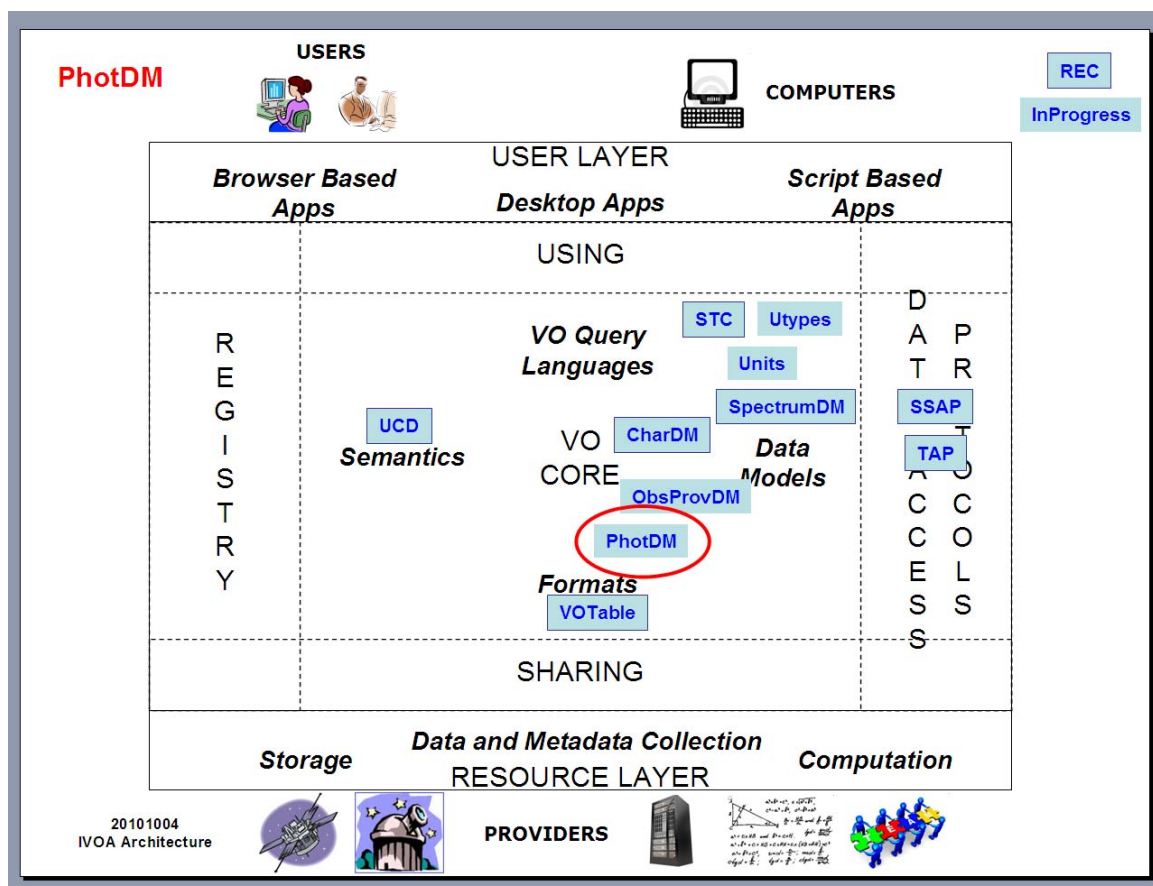 PhotDM
USERS
COMPUTERS
REC
InProgress
USER LAYER
Browser Based
Apps
Desktop Apps
Script Based
Apps
USING
REGISTRY
VO Query
Languages
STC
Utypes
Units
SpectrumDM
UCD
Semantics
VO
CORE
CharDM
Data
Models
ObsProvDM
PhotDM
Formats
VOTable
DATA ACCESS
PROTOCOLS
SSAP
TAP
SHARING
Data and Metadata Collection
Storage
Computation
RESOURCE LAYER
20101004
IVOA Architecture
PROVIDERS